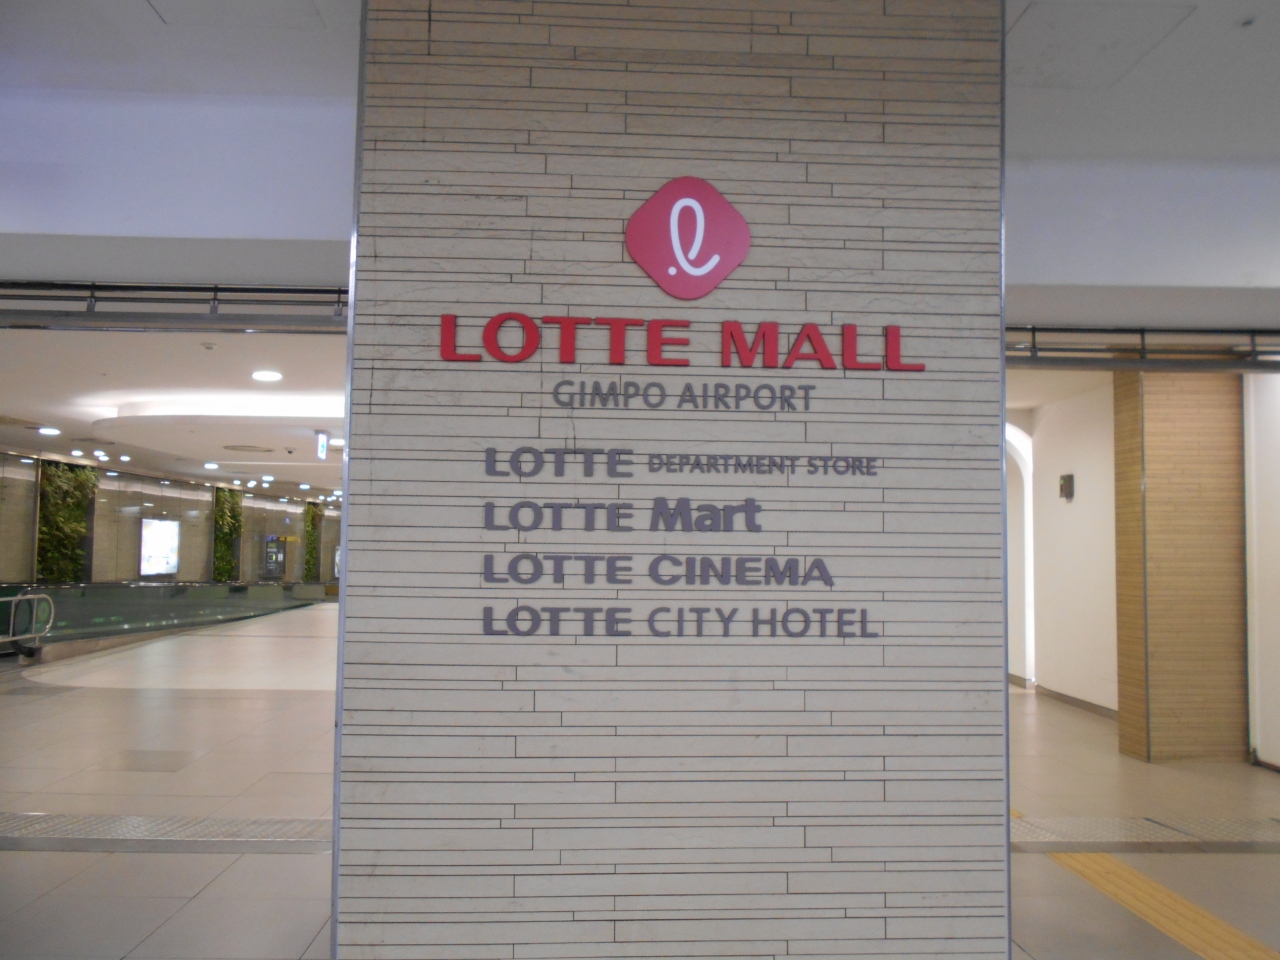 LOTTE MALL
GIMPO AIRPORT
LOTTE DEPARTMENT STORE
LOTTE Mart
LOTTE CINEMA
LOTTE CITY HOTEL